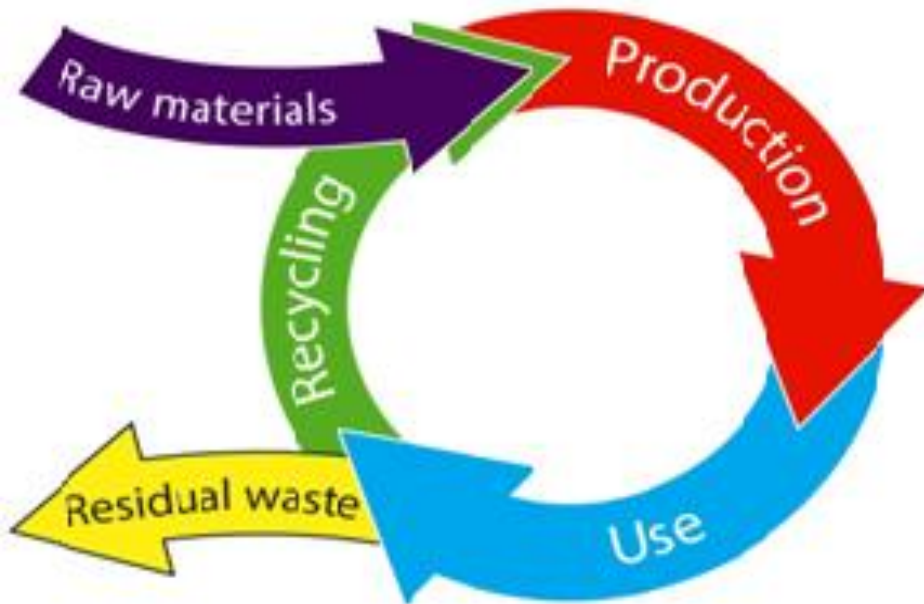 Raw materials
Production
Use
Recycling
Residual waste